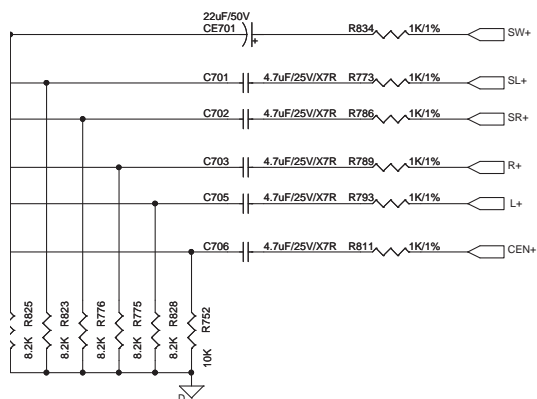 22uF/50V
CE701 + R834 1K/1% SW+
C701 4.7uF/25V/X7R R773 1K/1% SL+
C702 4.7uF/25V/X7R R786 1K/1% SR+
C703 4.7uF/25V/X7R R789 1K/1% R+
C705 4.7uF/25V/X7R R793 1K/1% L+
C706 4.7uF/25V/X7R R811 1K/1% CEN+
8.2K R825
8.2K R823
8.2K R776
8.2K R775
8.2K R828
10K R752
D